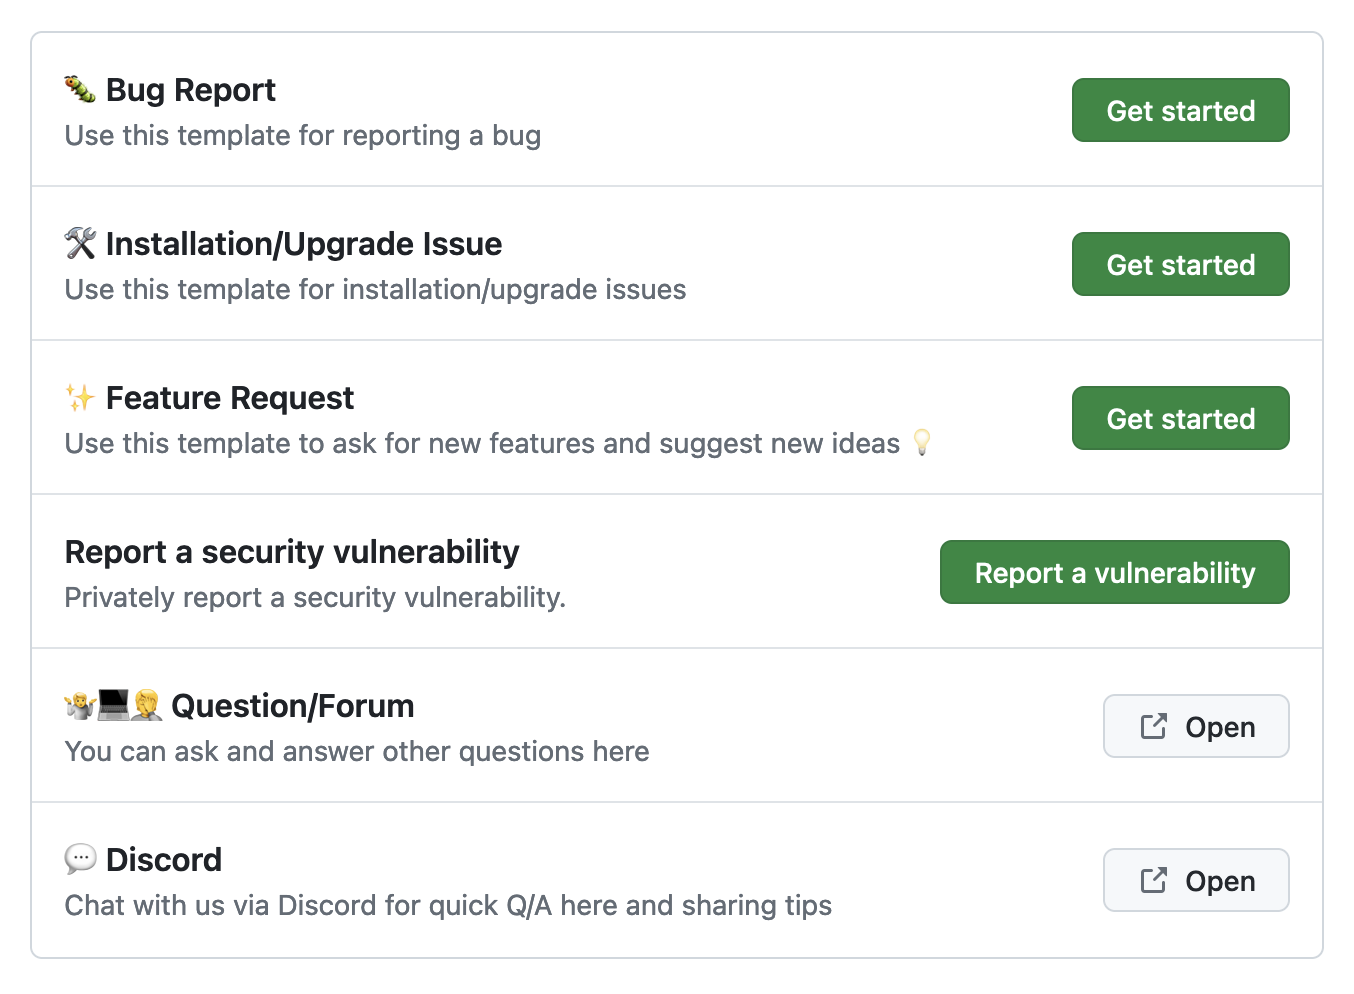 🐛 Bug Report
Use this template for reporting a bug
Get started
🛠️ Installation/Upgrade Issue
Use this template for installation/upgrade issues
Get started
✨ Feature Request
Use this template to ask for new features and suggest new ideas 💡
Get started
Report a security vulnerability
Privately report a security vulnerability.
Report a vulnerability
🤷💻🤦 Question/Forum
You can ask and answer other questions here
Open
💬 Discord
Chat with us via Discord for quick Q/A here and sharing tips
Open